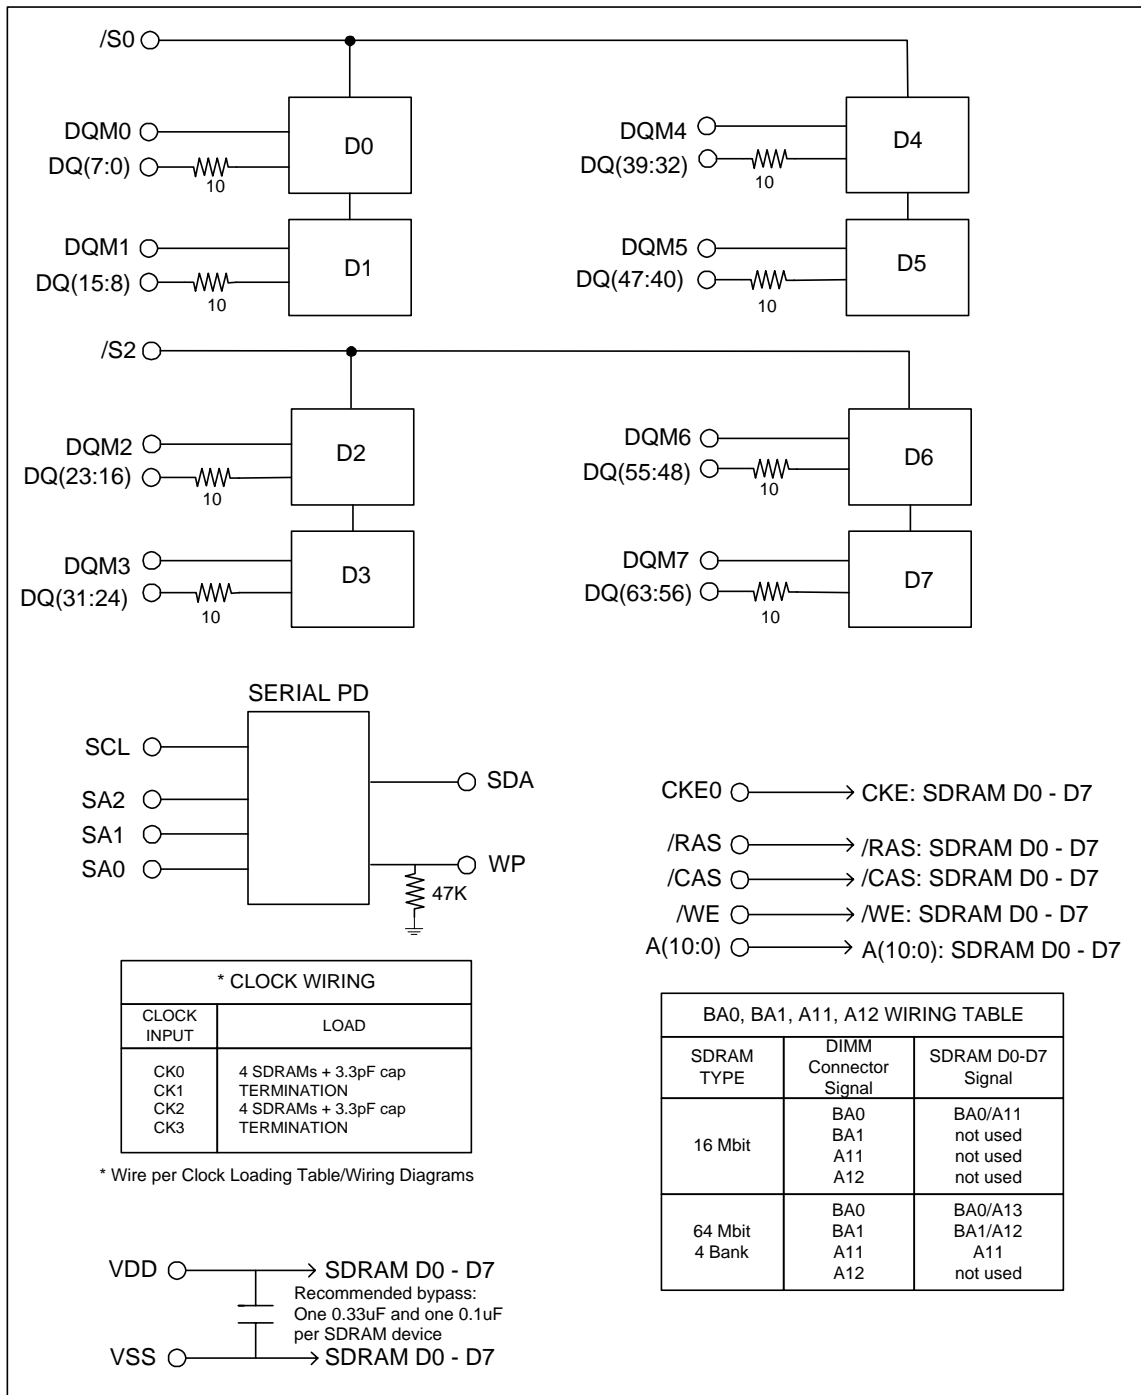 /S0
DQM0
DQ(7:0)
10
D0
DQM4
DQ(39:32)
10
D4
DQM1
DQ(15:8)
10
D1
DQM5
DQ(47:40)
10
D5
/S2
DQM2
DQ(23:16)
10
D2
DQM6
DQ(55:48)
10
D6
DQM3
DQ(31:24)
10
D3
DQM7
DQ(63:56)
10
D7
SERIAL PD
SCL
SA2
SA1
SA0
SDA
WP
47K
CKE0 CKE: SDRAM D0 - D7
/RAS /RAS: SDRAM D0 - D7
/CAS /CAS: SDRAM D0 - D7
/WE /WE: SDRAM D0 - D7
A(10:0) A(10:0): SDRAM D0 - D7
* CLOCK WIRING
CLOCK INPUT LOAD
CK0 4 SDRAMs + 3.3pF cap
CK1 TERMINATION
CK2 4 SDRAMs + 3.3pF cap
CK3 TERMINATION
* Wire per Clock Loading Table/Wiring Diagrams
BA0, BA1, A11, A12 WIRING TABLE
SDRAM TYPE
DIMM Connector Signal
SDRAM D0-D7 Signal
16 Mbit
BA0 BA0/A11
BA1 not used
A11 not used
A12 not used
64 Mbit
4 Bank
BA0 BA0/A13
BA1 BA1/A12
A11 A11
A12 not used
VDD SDRAM D0 - D7
Recommended bypass:
One 0.33uF and one 0.1uF
per SDRAM device
VSS SDRAM D0 - D7